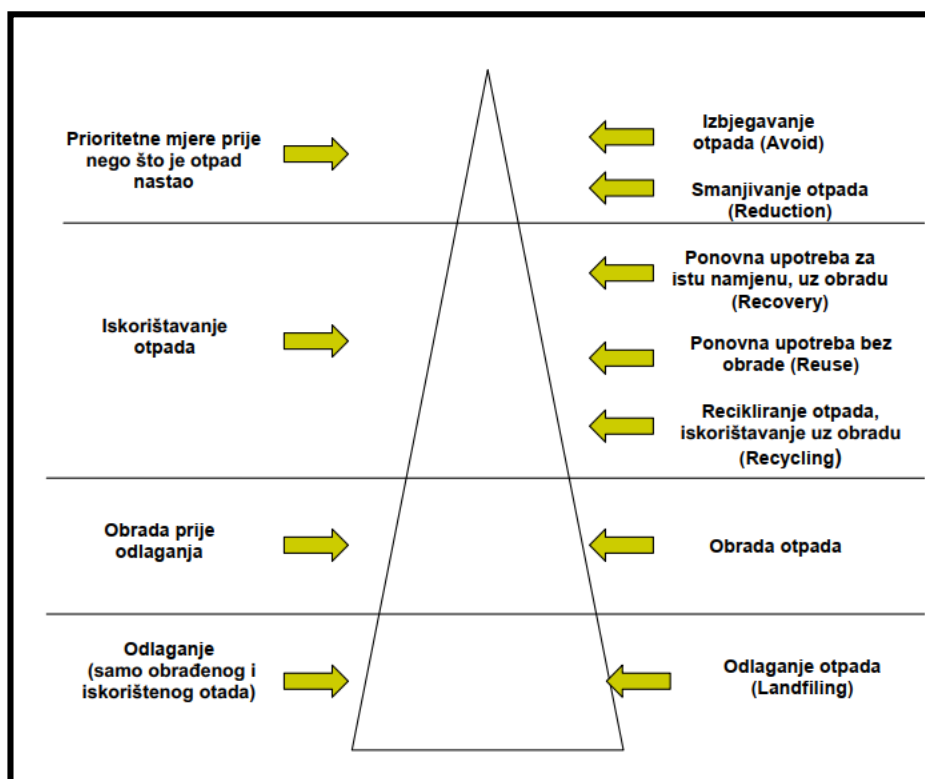 Prioritetne mjere prije
nego što je otpad
nastao
Izbjegavanje
otpada (Avoid)
Smanjivanje otpada
(Reduction)
Iskorištavanje
otpada
Ponovna upotreba za
istu namjenu, uz obradu
(Recovery)
Ponovna upotreba bez
obrade (Reuse)
Recikliranje otpada,
iskorištavanje uz obradu
(Recycling)
Obrada prije
odlaganja
Obrada otpada
Odlaganje
(samo obrađenog i
iskorištenog otada)
Odlaganje otpada
(Landfiling)